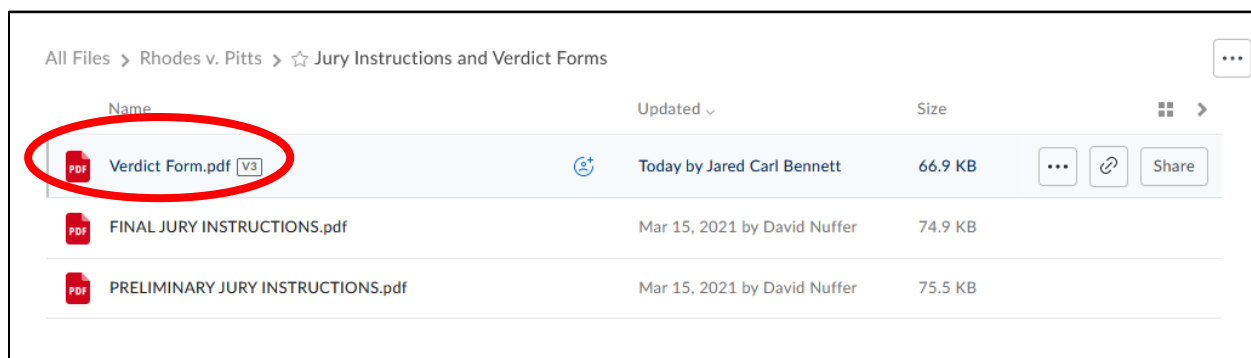 All Files > Rhodes v. Pitts > ☆ Jury Instructions and Verdict Forms
Name Updated Size
PDF Verdict Form.pdf V3 Today by Jared Carl Bennett 66.9 KB Share
PDF FINAL JURY INSTRUCTIONS.pdf Mar 15, 2021 by David Nuffer 74.9 KB
PDF PRELIMINARY JURY INSTRUCTIONS.pdf Mar 15, 2021 by David Nuffer 75.5 KB